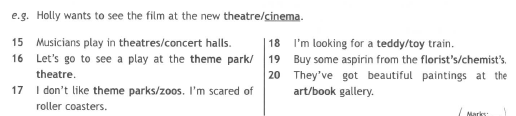 e.g. Holly wants to see the film at the new theatre/cinema.
15 Musicians play in theatres/concert halls.
16 Let's go to see a play at the theme park/
theatre.
17 I don't like theme parks/zoos. I'm scared of
roller coasters.
18 I'm looking for a teddy/toy train.
19 Buy some aspirin from the florist's/chemist's.
20 They've got beautiful paintings at the
art/book gallery.
Marks: